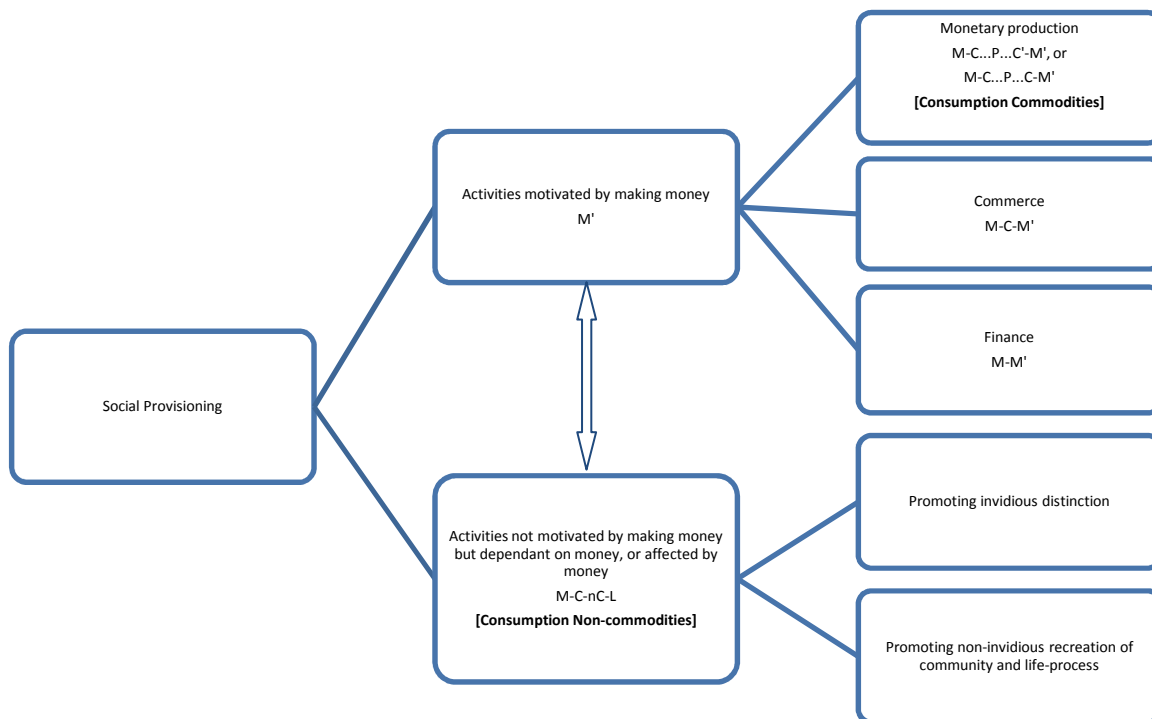 Social Provisioning
Activities motivated by making money
M'
Activities not motivated by making money
but dependant on money, or affected by
money
M-C-nC-L
[Consumption Non-commodities]
Monetary production
M-C...P...C'-M', or
M-C...P...C-M'
[Consumption Commodities]
Commerce
M-C-M'
Finance
M-M'
Promoting invidious distinction
Promoting non-invidious recreation of
community and life-process